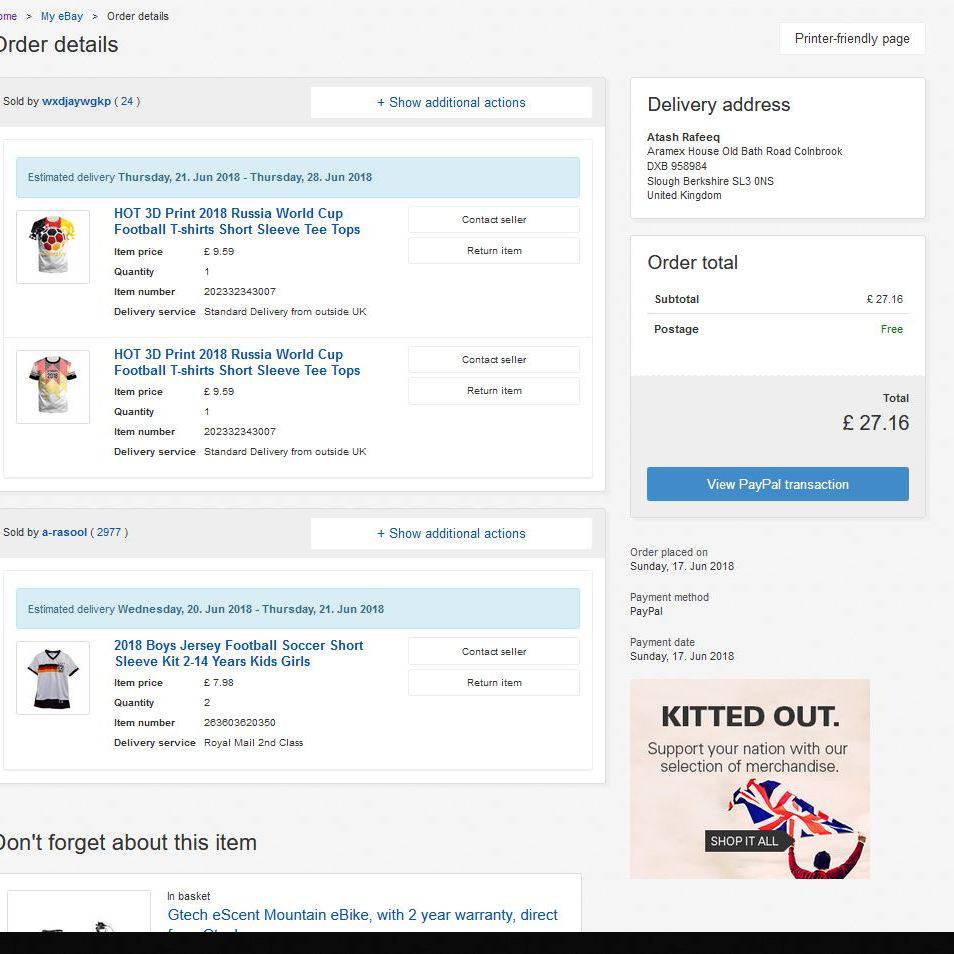 ome > My eBay > Order details
Order details
Printer-friendly page
Sold by wxdjaywgkp ( 24 )
+ Show additional actions
Estimated delivery Thursday, 21. Jun 2018 - Thursday, 28. Jun 2018
HOT 3D Print 2018 Russia World Cup
Football T-shirts Short Sleeve Tee Tops
Item price £ 9.59
Quantity 1
Item number 202332343007
Delivery service Standard Delivery from outside UK
Contact seller
Return item
HOT 3D Print 2018 Russia World Cup
Football T-shirts Short Sleeve Tee Tops
Item price £ 9.59
Quantity 1
Item number 202332343007
Delivery service Standard Delivery from outside UK
Contact seller
Return item
Sold by a-rasool ( 2977 )
+ Show additional actions
Estimated delivery Wednesday, 20. Jun 2018 - Thursday, 21. Jun 2018
2018 Boys Jersey Football Soccer Short
Sleeve Kit 2-14 Years Kids Girls
Item price £ 7.98
Quantity 2
Item number 263603620350
Delivery service Royal Mail 2nd Class
Contact seller
Return item
Don't forget about this item
In basket
Gtech eScent Mountain eBike, with 2 year warranty, direct
Delivery address
Atash Rafeeq
Aramex House Old Bath Road Colnbrook
DXB 958984
Slough Berkshire SL3 0NS
United Kingdom
Order total
Subtotal £ 27.16
Postage Free
Total
£ 27.16
View PayPal transaction
Order placed on
Sunday, 17. Jun 2018
Payment method
PayPal
Payment date
Sunday, 17. Jun 2018
KITTED OUT.
Support your nation with our
selection of merchandise.
SHOP IT ALL